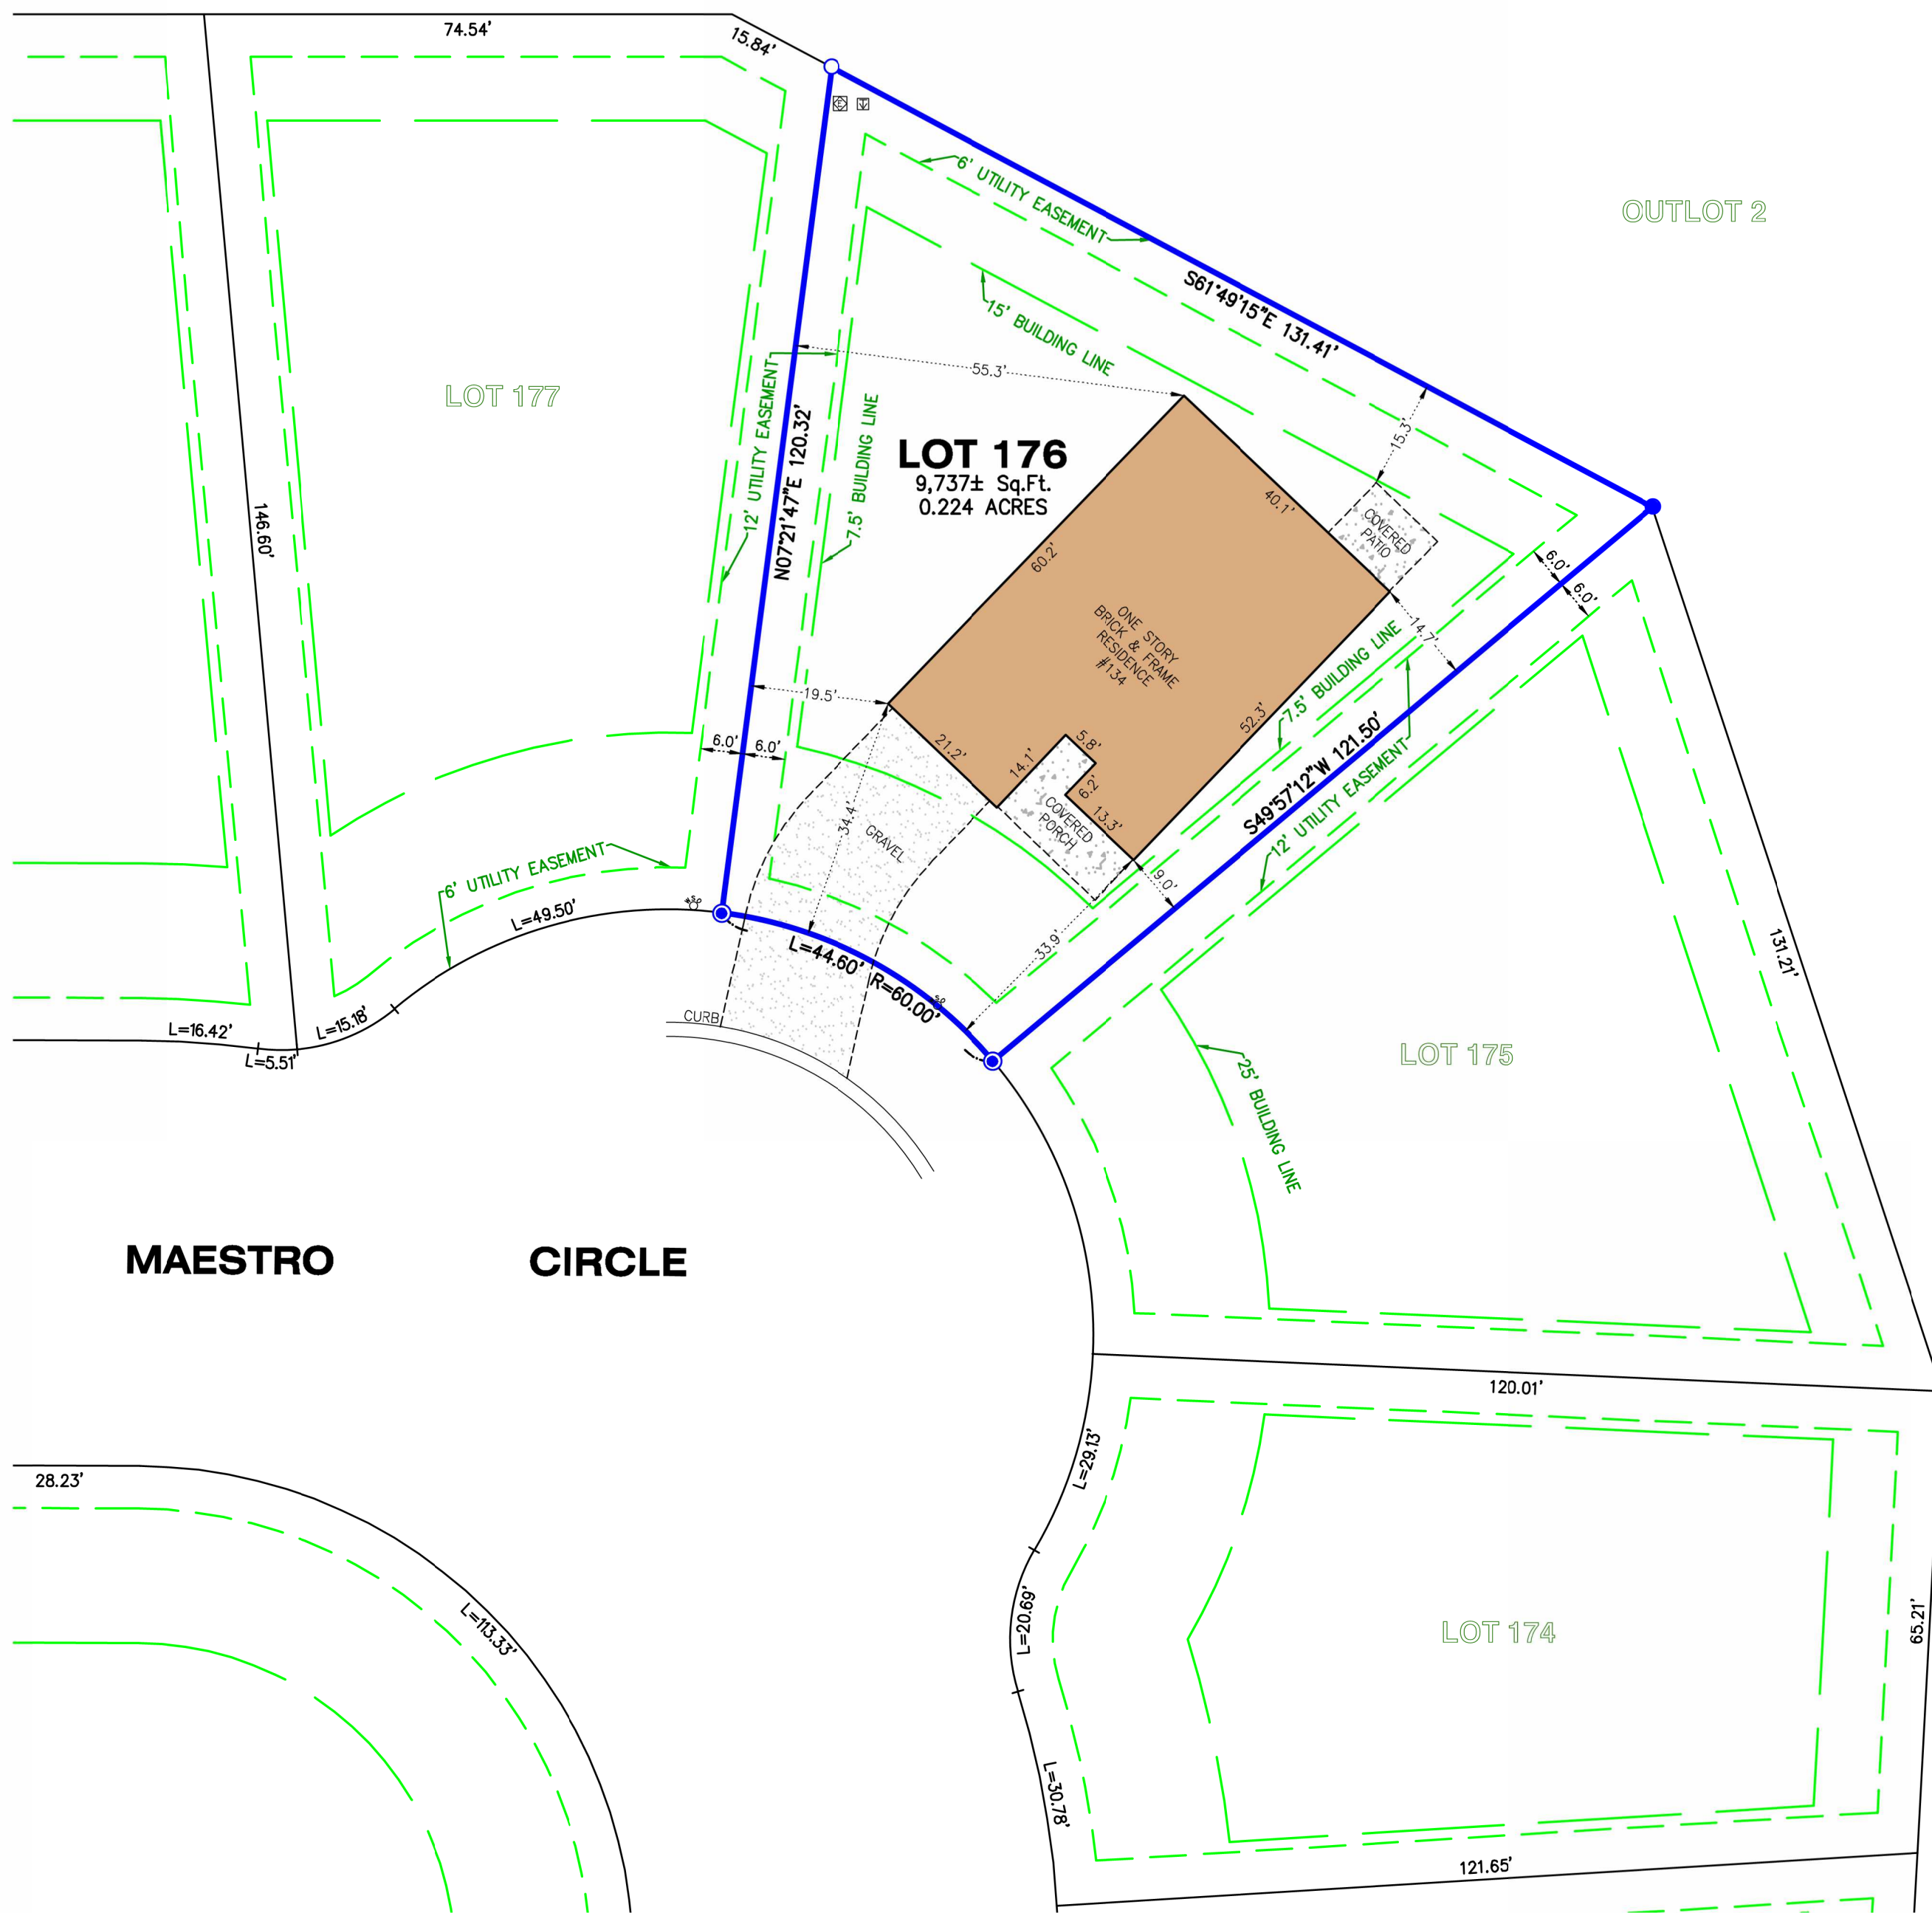 74.54'
15.84'
OUTLOT 2
6' UTILITY EASEMENT
S61°49'15"E 131.41'
15' BUILDING LINE
55.3'
LOT 177
LOT 176
9,737± Sq.Ft.
0.224 ACRES
12' UTILITY EASEMENT
N07°21'47"E 120.32'
7.5' BUILDING LINE
15.3'
40.1'
COVERED
PATIO
146.60'
60.2'
6.0'
6.0'
ONE STORY
BRICK & FRAME
RESIDENCE
#134
14.7'
7.5' BUILDING LINE
19.5'
52.3'
6.0'
6.0'
21.2'
14.1'
5.8'
6.2'
13.3'
S49°57'12"W 121.50'
12' UTILITY EASEMENT
34.4'
GRAVEL
COVERED
PORCH
9.0'
6' UTILITY EASEMENT
L=49.50'
33.9'
L=44.60' R=60.00'
131.21'
L=16.42'
L=15.18'
L=5.51'
CURB
LOT 175
25' BUILDING LINE
MAESTRO CIRCLE
120.01'
L=29.13'
28.23'
L=113.33'
L=20.69'
LOT 174
65.21'
L=30.78'
121.65'